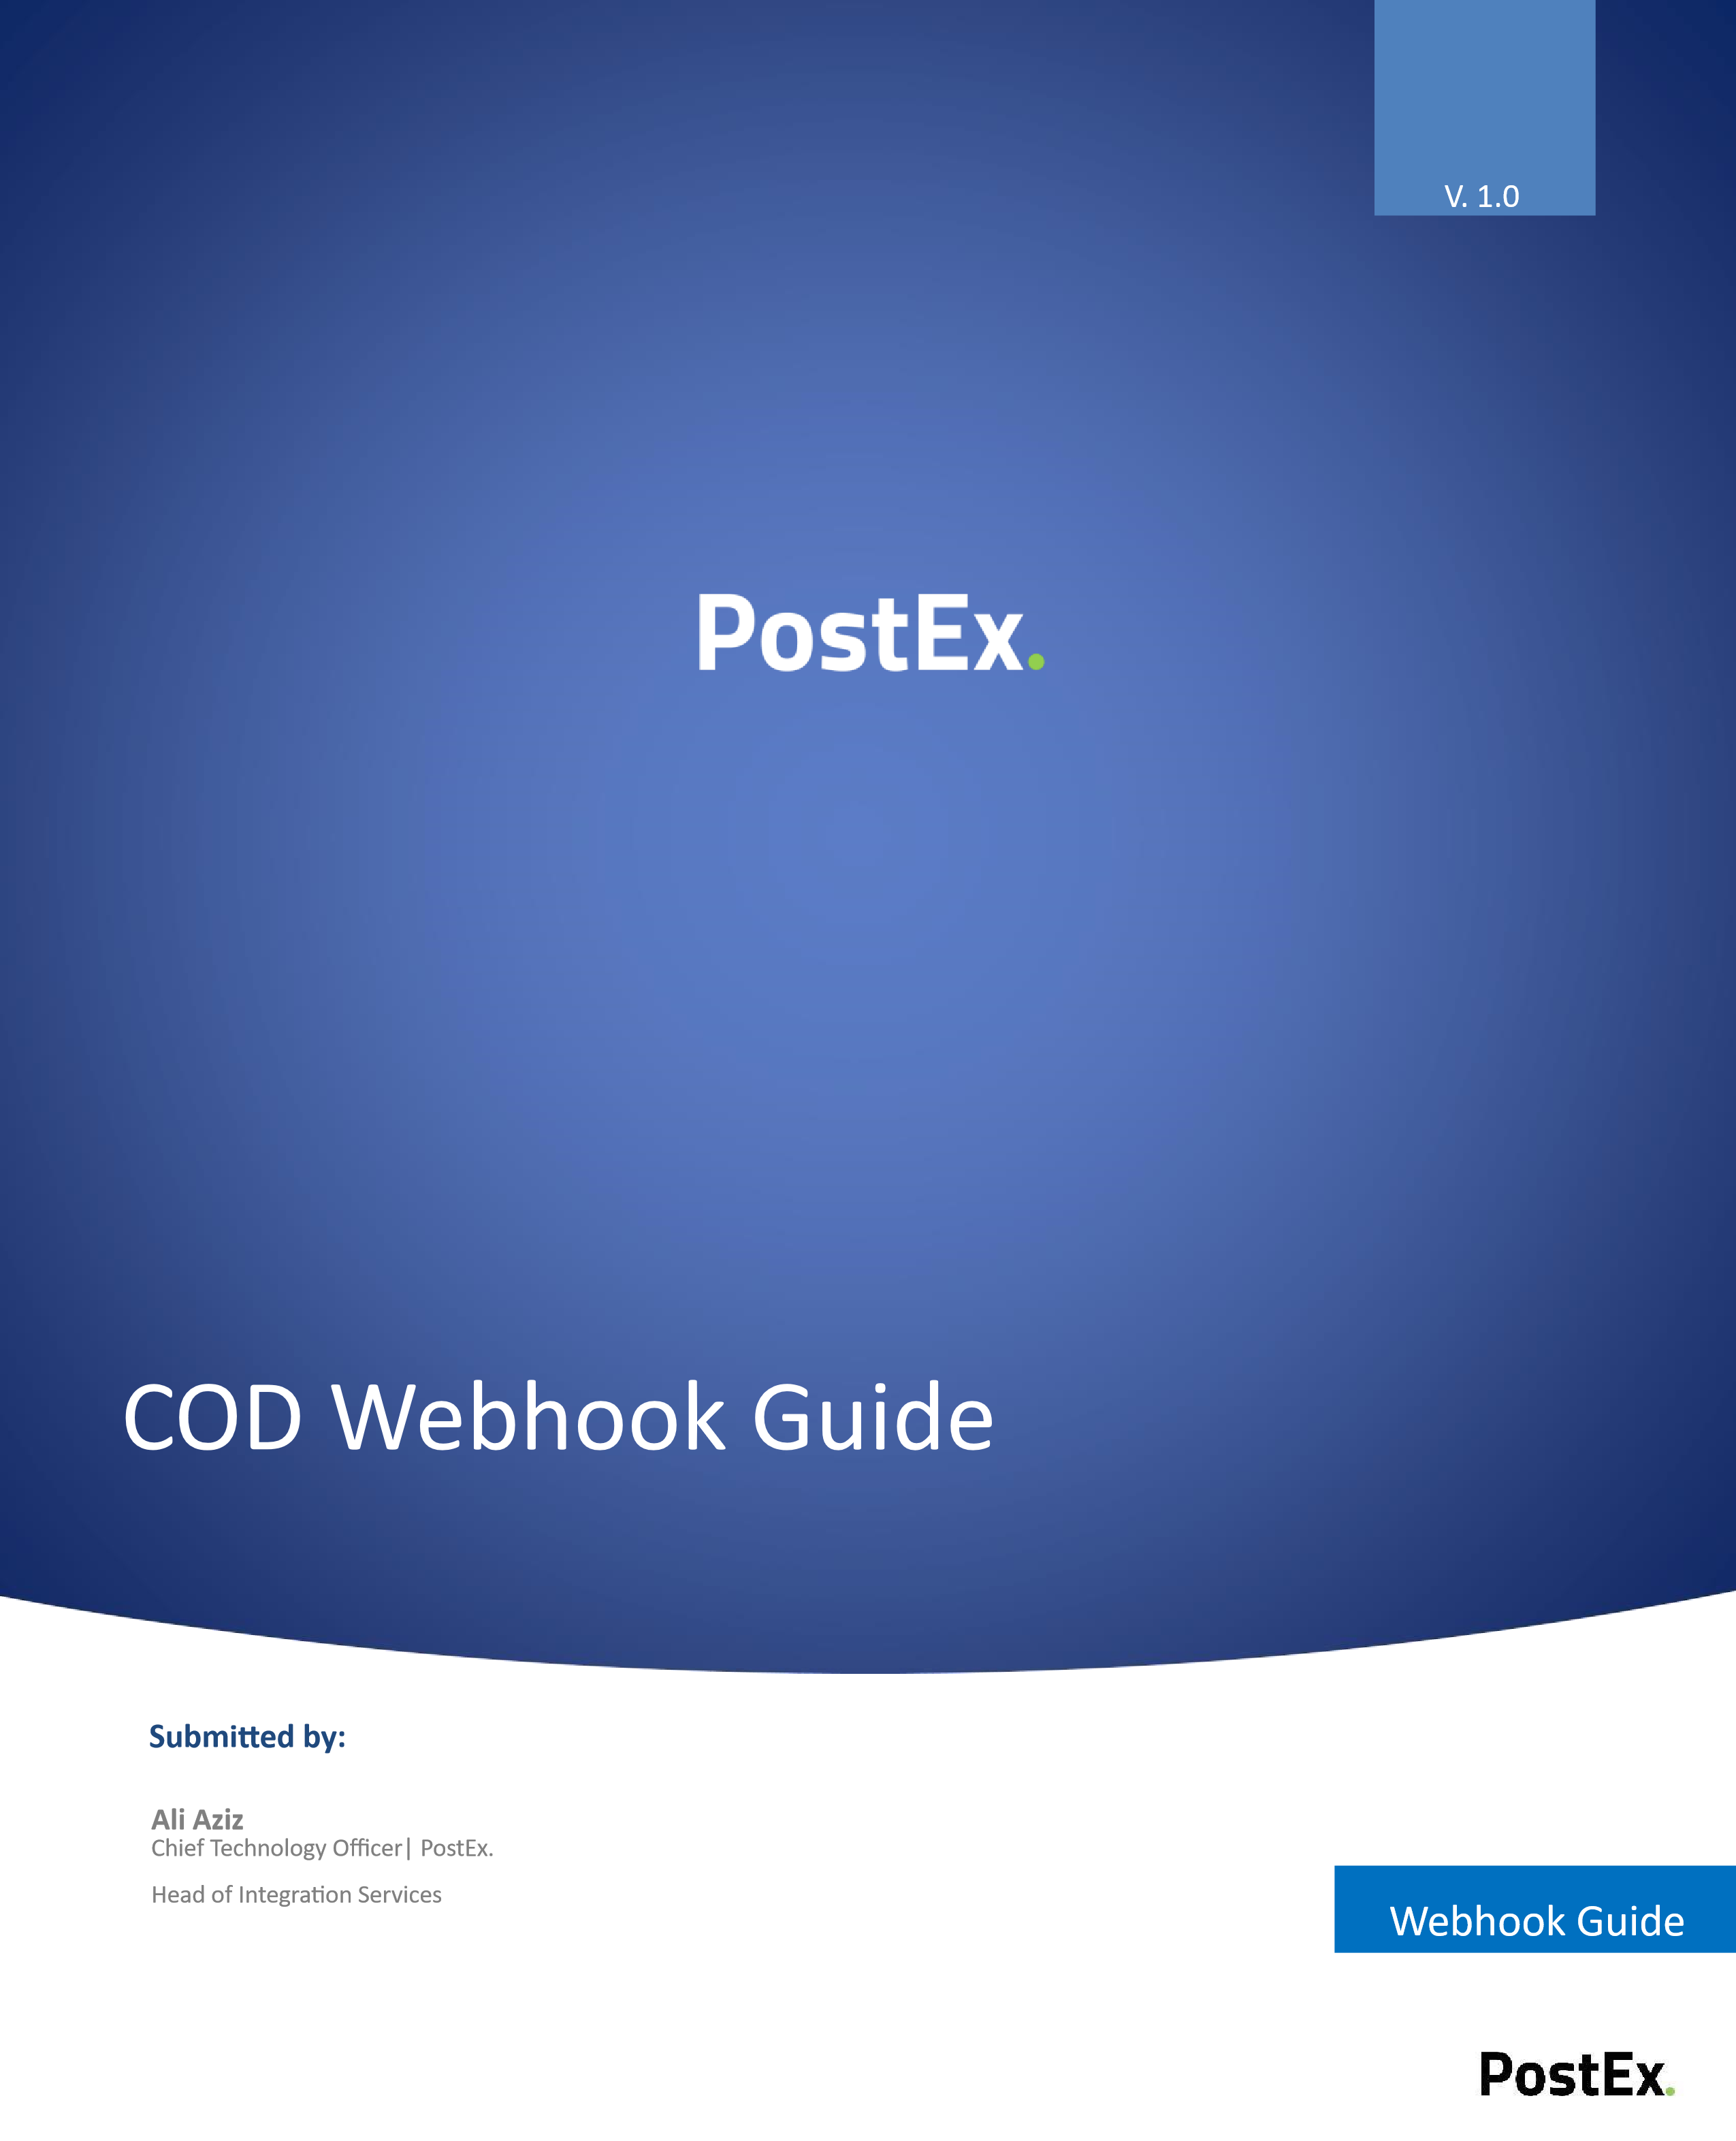 V. 1.0
PostEx.
COD Webhook Guide
Submitted by:
Ali Aziz
Chief Technology Officer| PostEx.
Head of Integration Services
Webhook Guide
PostEx.